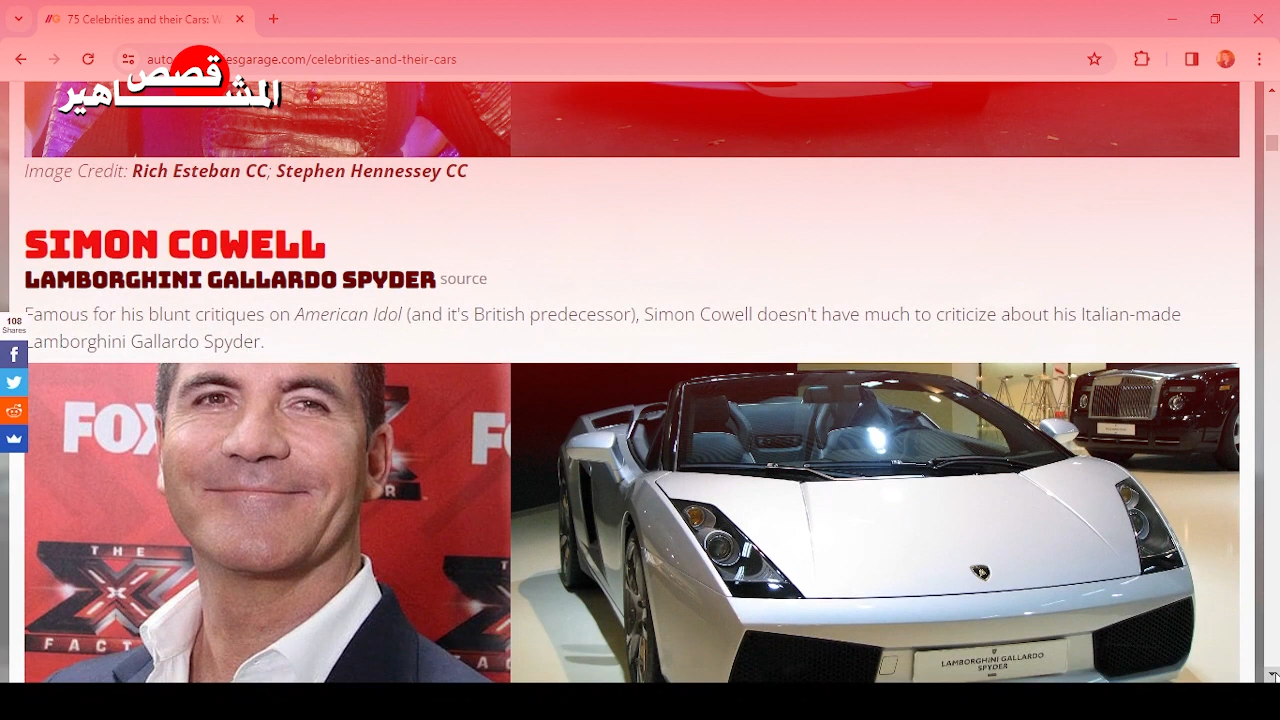 75 Celebrities and their Cars: W
قصص
المشاهير
esgarage.com/celebrities-and-their-cars
Image Credit: Rich Esteban CC; Stephen Hennessey CC
SIMON COWELL
LAMBORGHINI GALLARDO SPYDER source
Famous for his blunt critiques on American Idol (and it's British predecessor), Simon Cowell doesn't have much to criticize about his Italian-made
Lamborghini Gallardo Spyder.
108
Shares
FOX
F
THE
X
FACT
LAMBORGHINI GALLARDO
SPYDER